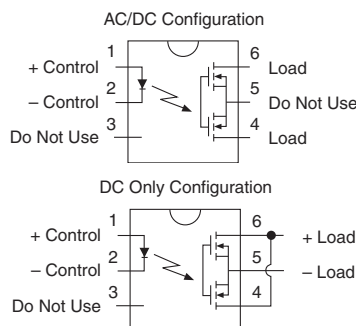 AC/DC Configuration
1 6
+ Control Load
2 5
– Control Do Not Use
3 4
Do Not Use Load
DC Only Configuration
1 6
+ Control + Load
2 5
– Control – Load
3 4
Do Not Use